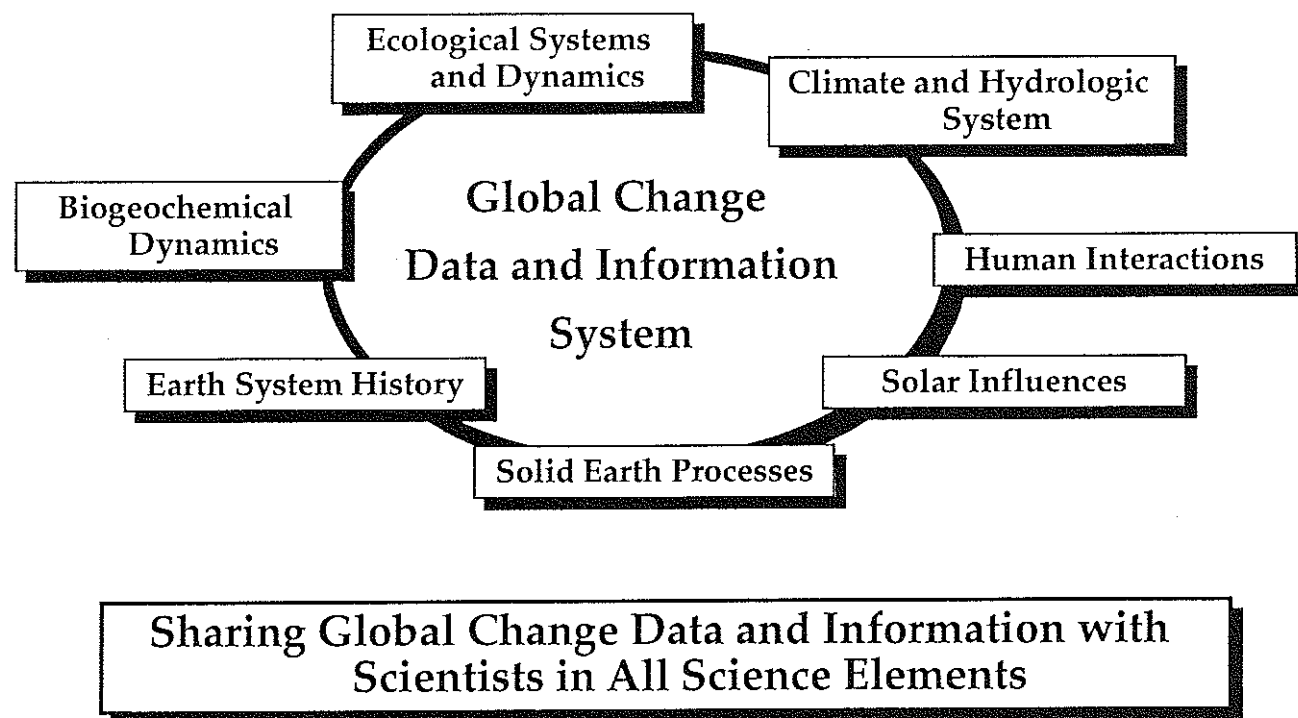 Ecological Systems
and Dynamics
Climate and Hydrologic
System
Biogeochemical
Dynamics
Global Change
Data and Information
System
Human Interactions
Earth System History
Solar Influences
Solid Earth Processes
Sharing Global Change Data and Information with
Scientists in All Science Elements